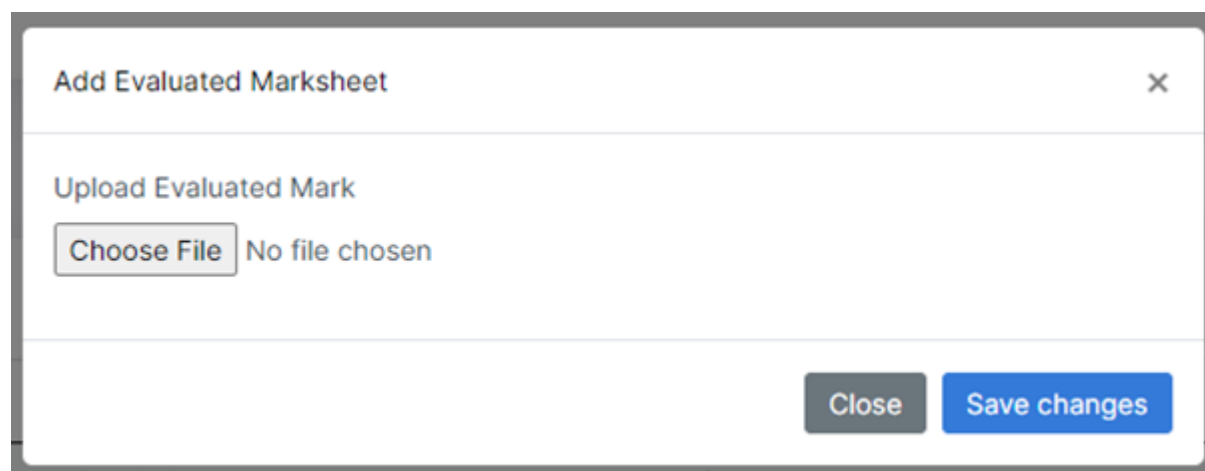 Add Evaluated Marksheet ×
Upload Evaluated Mark
Choose File No file chosen
Close Save changes